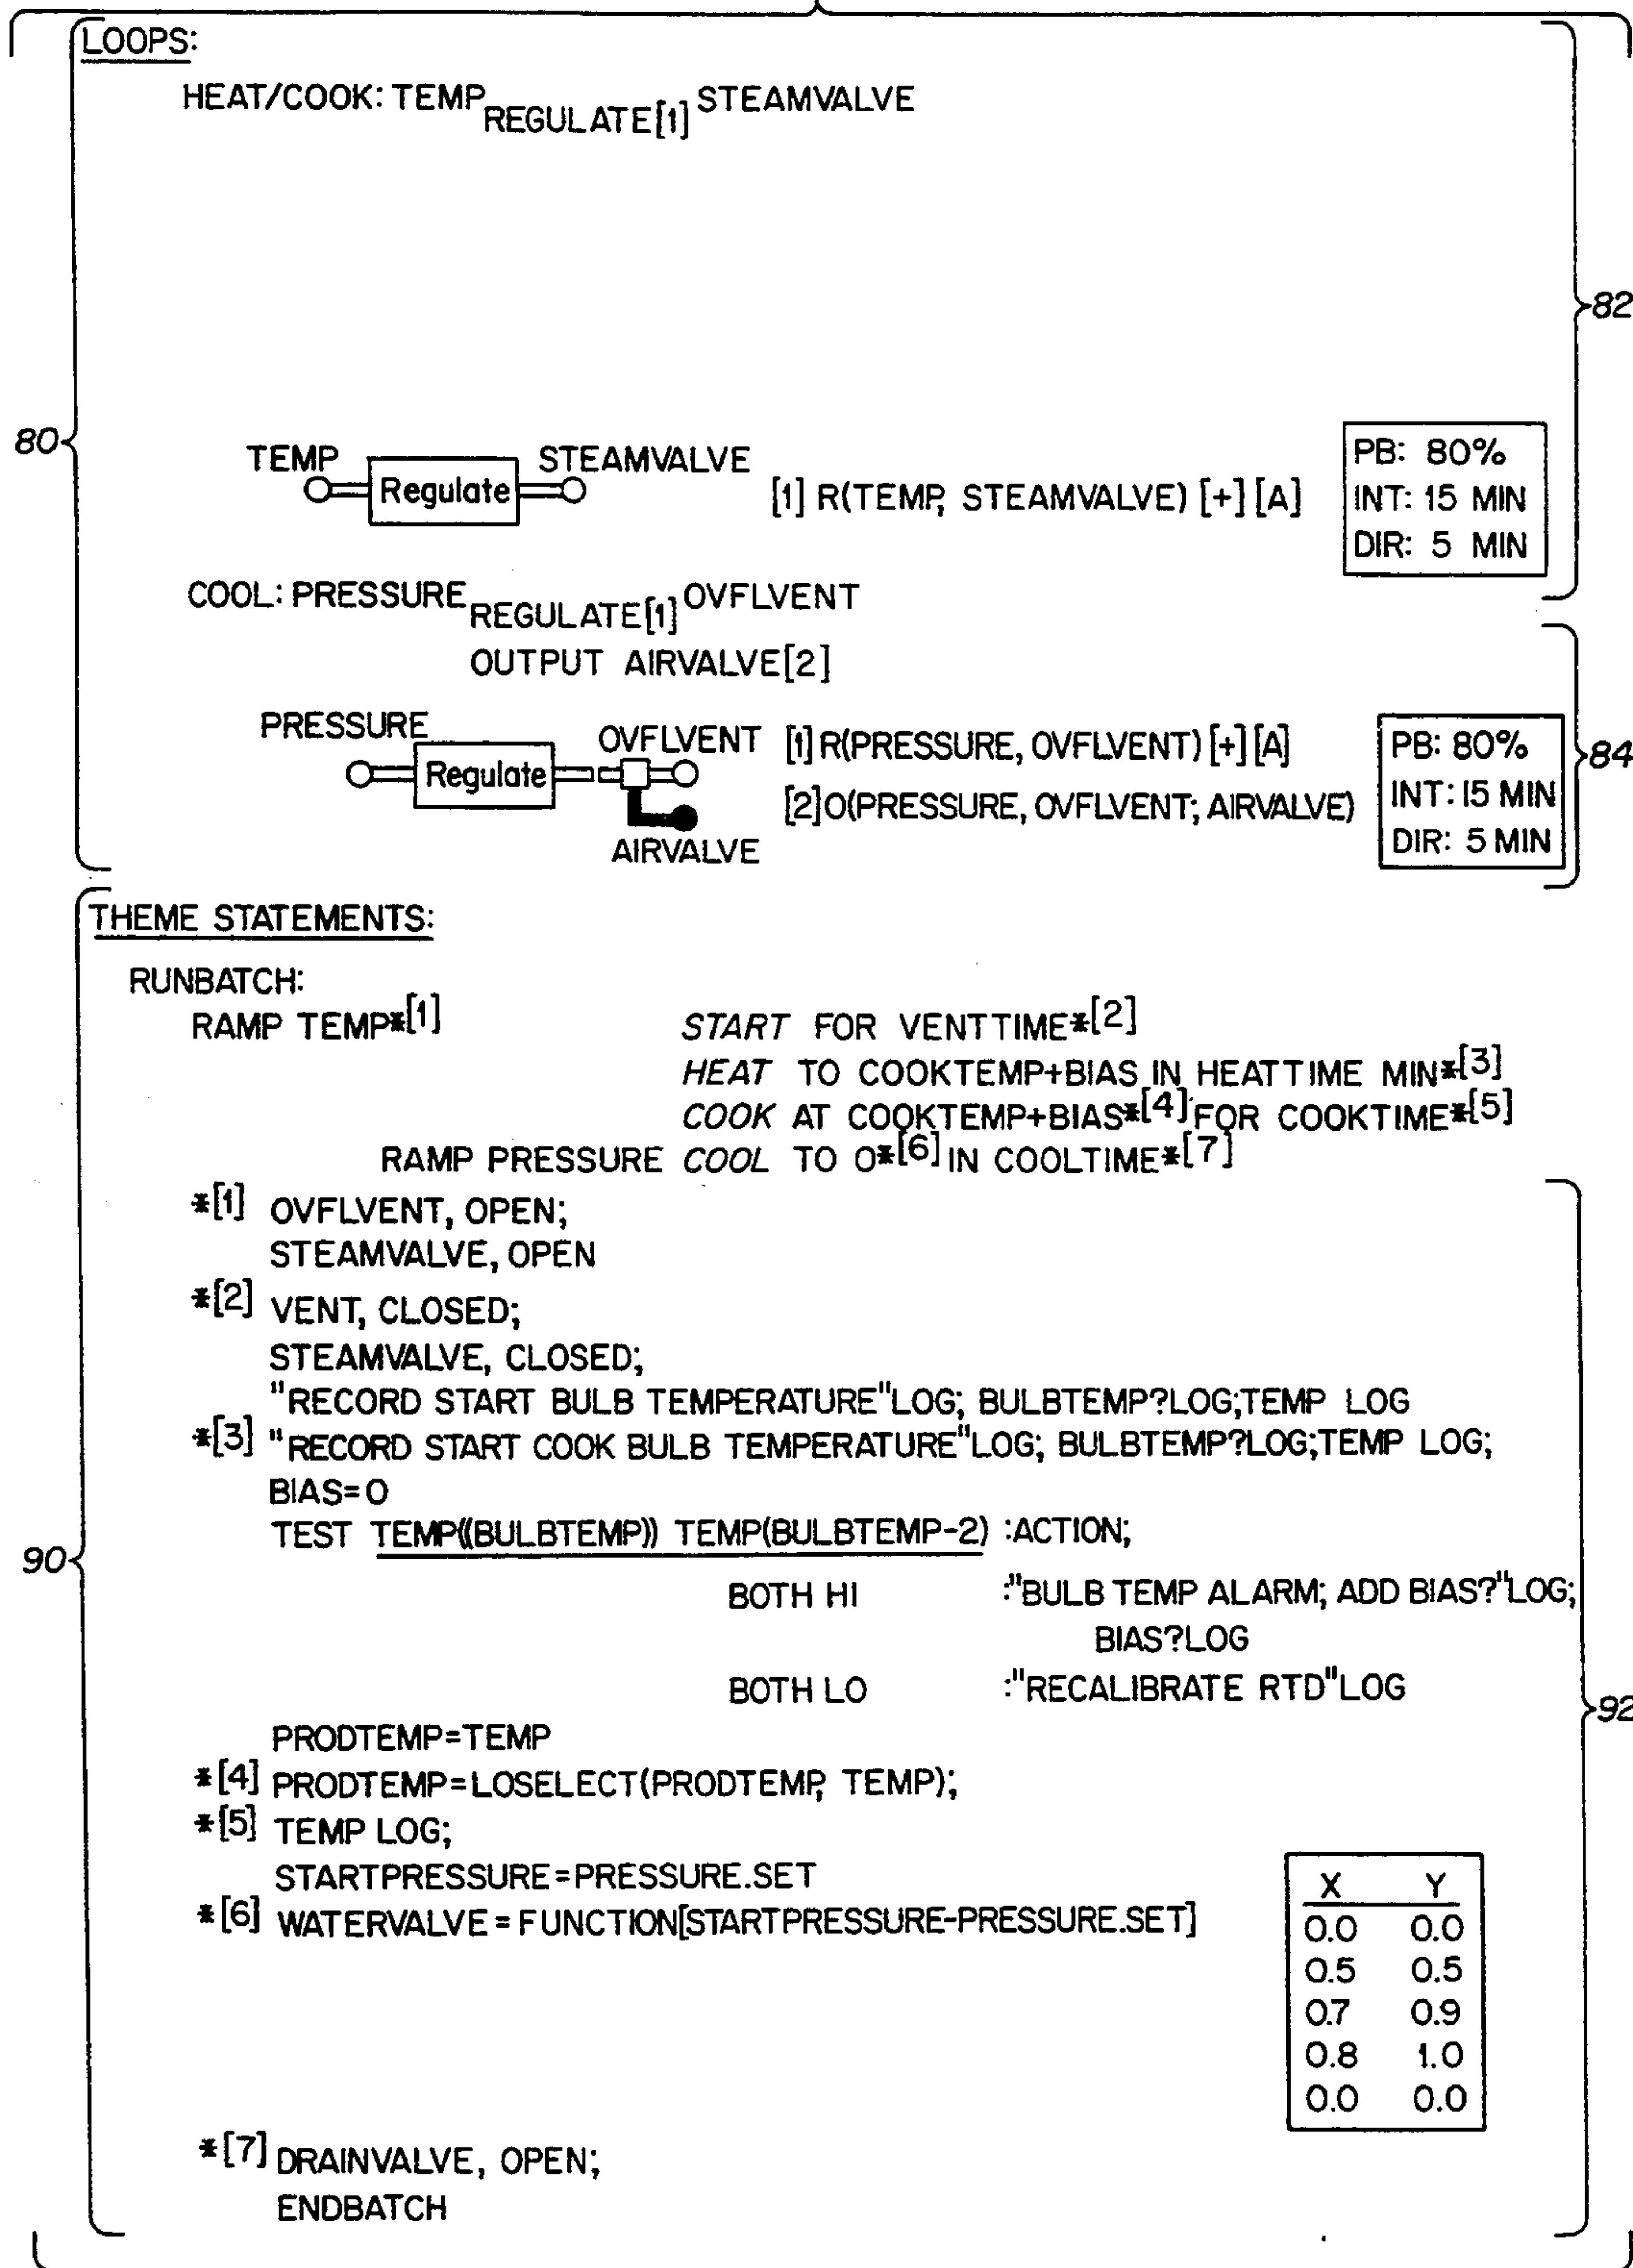 LOOPS:
HEAT/COOK: TEMP REGULATE[1] STEAMVALVE
82
80
TEMP Regulate STEAMVALVE
[1] R(TEMP, STEAMVALVE) [+] [A]
PB: 80%
INT: 15 MIN
DIR: 5 MIN
COOL: PRESSURE REGULATE[1] OVFLVENT
OUTPUT AIRVALVE[2]
PRESSURE Regulate OVFLVENT
AIRVALVE
[1] R(PRESSURE, OVFLVENT) [+] [A]
[2] O(PRESSURE, OVFLVENT; AIRVALVE)
PB: 80%
INT: 15 MIN
DIR: 5 MIN
84
THEME STATEMENTS:
RUNBATCH:
RAMP TEMP*[1] START FOR VENTTIME*[2]
HEAT TO COOKTEMP+BIAS IN HEATTIME MIN*[3]
COOK AT COOKTEMP+BIAS*[4] FOR COOKTIME*[5]
RAMP PRESSURE COOL TO 0*[6] IN COOLTIME*[7]
*[1] OVFLVENT, OPEN;
STEAMVALVE, OPEN
*[2] VENT, CLOSED;
STEAMVALVE, CLOSED;
"RECORD START BULB TEMPERATURE"LOG; BULBTEMP?LOG;TEMP LOG
*[3] "RECORD START COOK BULB TEMPERATURE"LOG; BULBTEMP?LOG;TEMP LOG;
BIAS=0
TEST TEMP((BULBTEMP)) TEMP(BULBTEMP-2) :ACTION;
90
BOTH HI :"BULB TEMP ALARM; ADD BIAS?"LOG;
BIAS?LOG
BOTH LO :"RECALIBRATE RTD"LOG
92
PRODTEMP=TEMP
*[4] PRODTEMP=LOSELECT(PRODTEMP, TEMP);
*[5] TEMP LOG;
STARTPRESSURE=PRESSURE.SET
*[6] WATERVALVE=FUNCTION[STARTPRESSURE-PRESSURE.SET]
X Y
0.0 0.0
0.5 0.5
0.7 0.9
0.8 1.0
0.0 0.0
*[7] DRAINVALVE, OPEN;
ENDBATCH